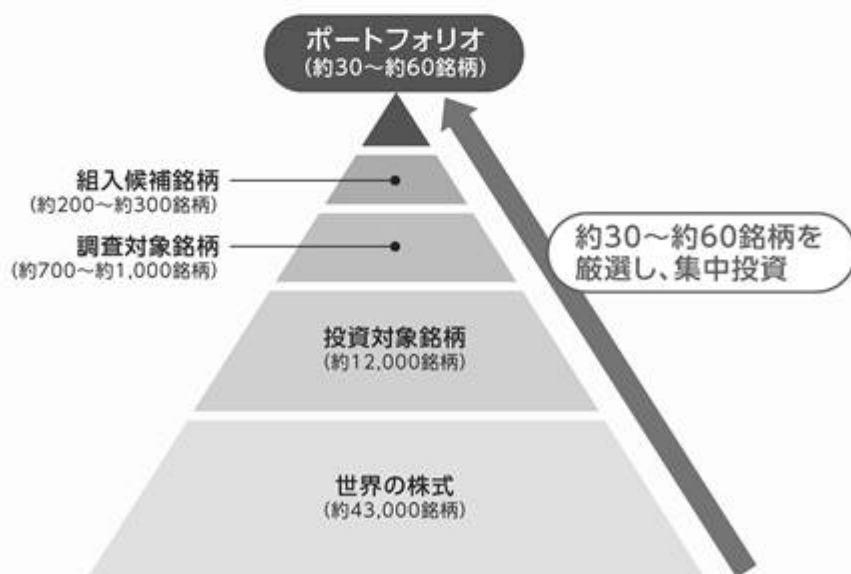 ポートフォリオ
(約30～約60銘柄)
組入候補銘柄
(約200～約300銘柄)
調査対象銘柄
(約700～約1,000銘柄)
約30～約60銘柄を
厳選し、集中投資
投資対象銘柄
(約12,000銘柄)
世界の株式
(約43,000銘柄)